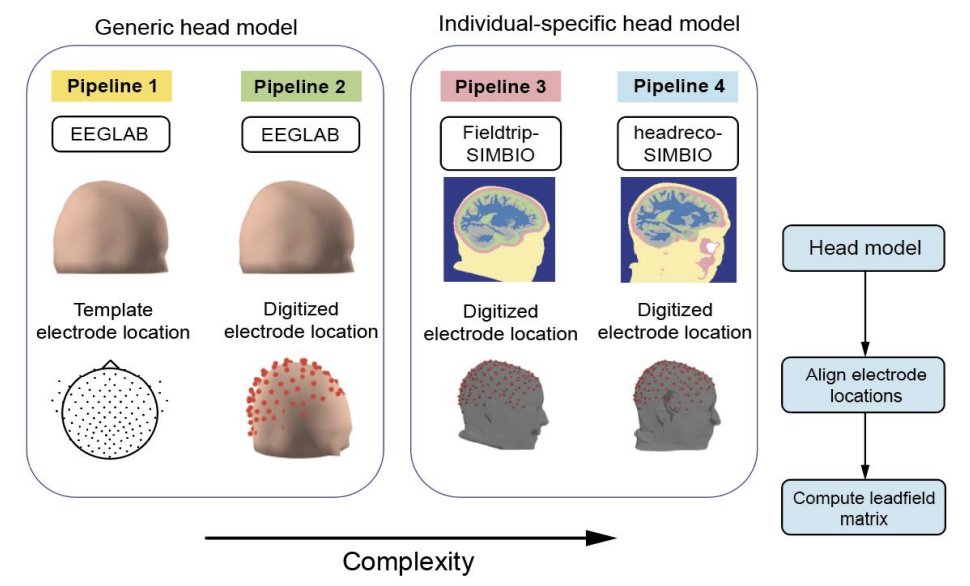 Generic head model
Individual-specific head model
Pipeline 1
Pipeline 2
Pipeline 3
Pipeline 4
EEGLAB
EEGLAB
Fieldtrip-
SIMBIO
headreco-
SIMBIO
Template
electrode location
Digitized
electrode location
Digitized
electrode location
Digitized
electrode location
Head model
Align electrode
locations
Compute leadfield
matrix
Complexity